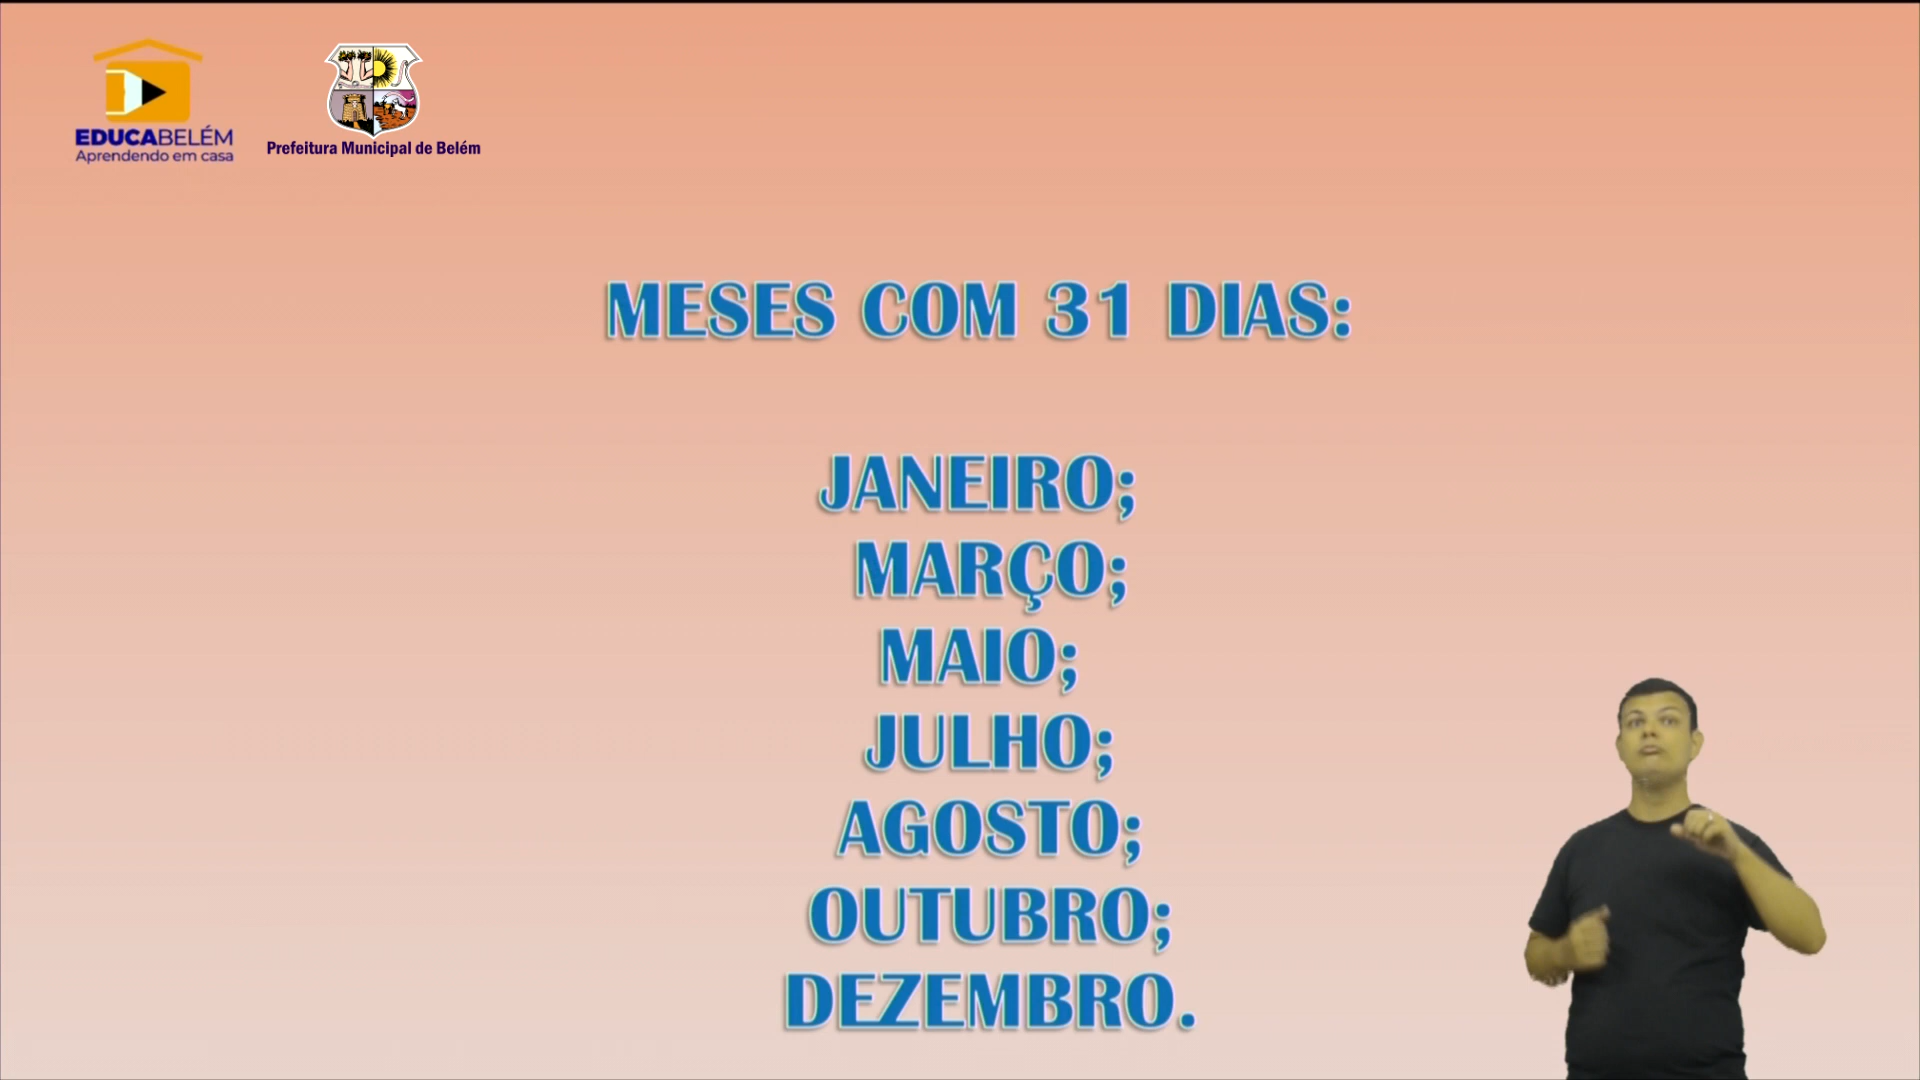 EDUCABELÉM
Aprendendo em casa
Prefeitura Municipal de Belém
MESES COM 31 DIAS:
JANEIRO;
MARÇO;
MAIO;
JULHO;
AGOSTO;
OUTUBRO;
DEZEMBRO.